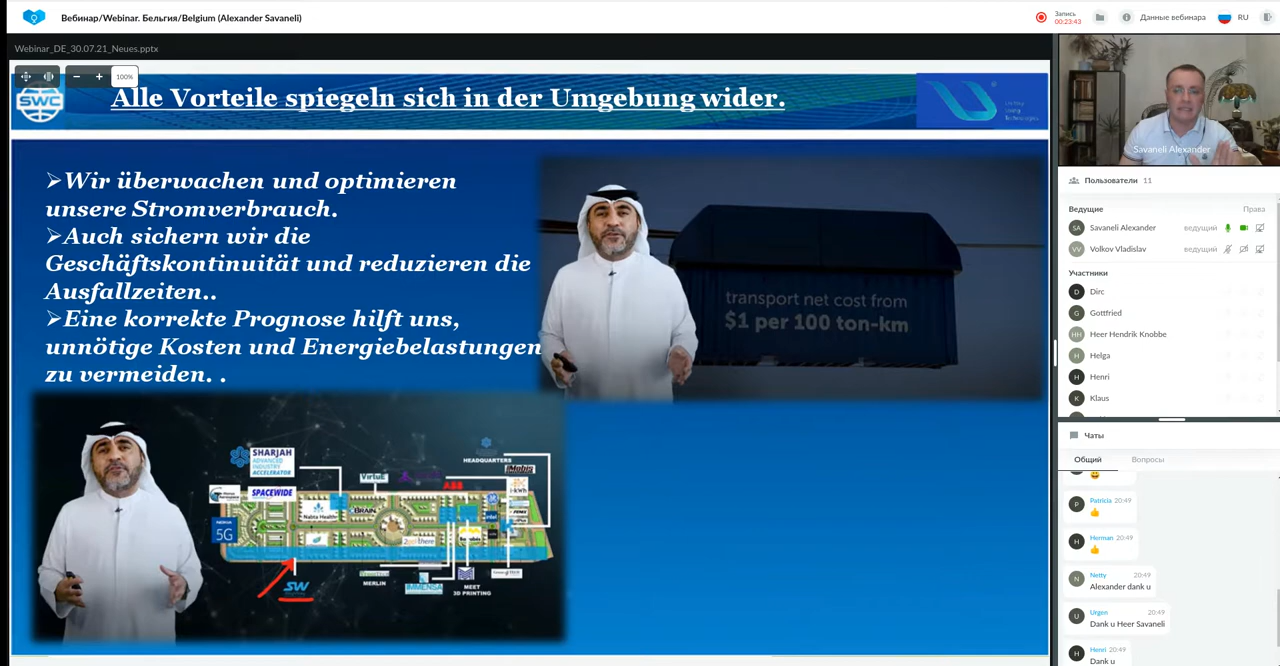 Вебинар/Webinar. Бельгия/Belgium (Alexander Savaneli)
Запись
00:23:43
Данные вебинара
RU
Webinar_DE_30.07.21_Neues.pptx
100%
SWC
Alle Vorteile spiegeln sich in der Umgebung wider.
➢Wir überwachen und optimieren
unsere Stromverbrauch.
➢Auch sichern wir die
Geschäftskontinuität und reduzieren die
Ausfallzeiten..
➢Eine korrekte Prognose hilft uns,
unnötige Kosten und Energiebelastungen
zu vermeiden. .
transport net cost from
$1 per 100 ton-km
SHARJAH
ADVANCED
INDUSTRY
ACCELERATOR
HEADQUARTERS
VIRTUE
SPACEWIDE
ABB
Nabta Health
BRAIN
5G
MERLIN
IMMENSA
MEET
3D PRINTING
SW
Savaneli Alexander
Пользователи 11
Ведущие
Права
SA Savaneli Alexander ведущий
VV Volkov Vladislav ведущий
Участники
D Dirc
G Gottfried
HH Heer Hendrik Knobbe
H Helga
H Henri
K Klaus
Чаты
Общий
Вопросы
P Patricia 20:49
H Herman 20:49
N Netty 20:49
Alexander dank u
U Urgen 20:49
Dank u Heer Savaneli
H Henri 20:49
Dank u